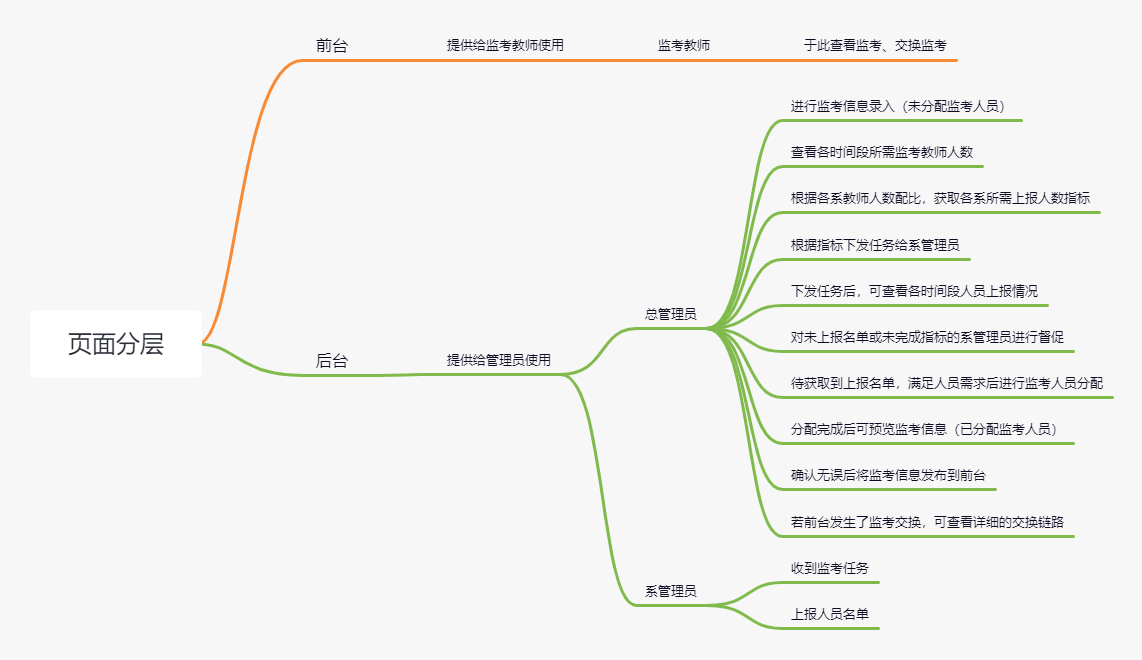 前台
提供给监考教师使用
监考教师
于此查看监考、交换监考
进行监考信息录入（未分配监考人员）
查看各时间段所需监考教师人数
根据各系教师人数配比，获取各系所需上报人数指标
根据指标下发任务给系管理员
下发任务后，可查看各时间段人员上报情况
总管理员
对未上报名单或未完成指标的系管理员进行督促
页面分层
后台
提供给管理员使用
待获取到上报名单，满足人员需求后进行监考人员分配
分配完成后可预览监考信息（已分配监考人员）
确认无误后将监考信息发布到前台
若前台发生了监考交换，可查看详细的交换链路
收到监考任务
系管理员
上报人员名单